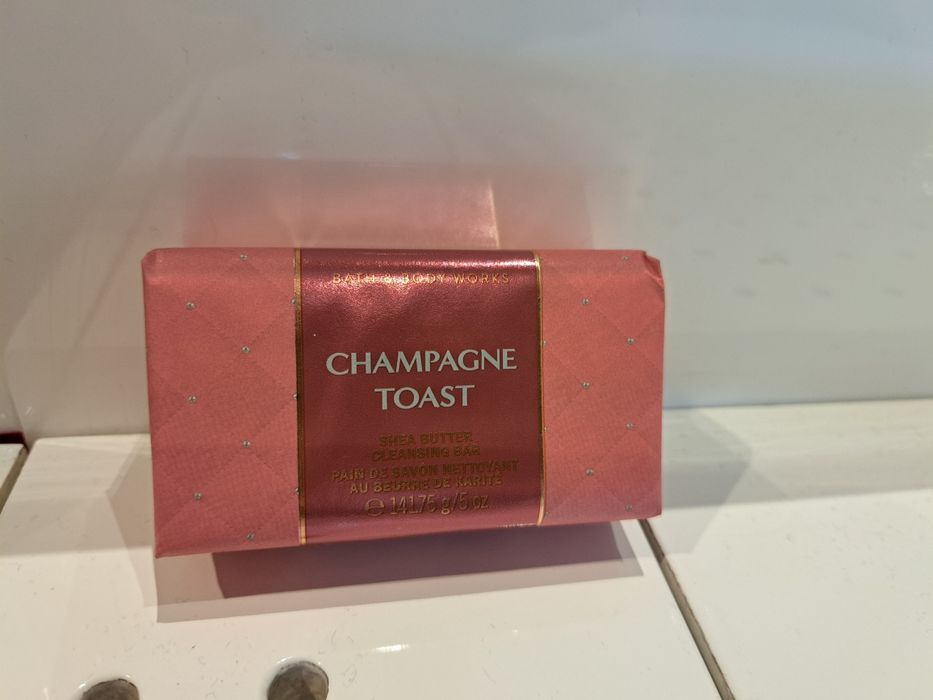 BATH & BODY WORKS
CHAMPAGNE
TOAST
SHEA BUTTER
CLEANSING BAR
PAIN DE SAVON NETTOYANT
AU BEURRE DE KARITÉ
℮ 141.75 g/5 oz